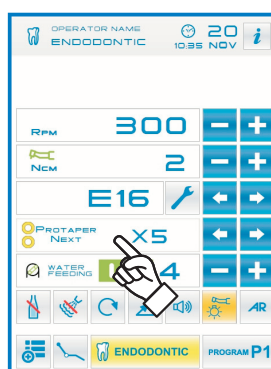 OPERATOR NAME
ENDODONTIC
20
10.35 NOV
i
RPM 300 - +
NCM 2 - +
E16
PROTAPER
NEXT X5
WATER
FEEDING 4 - +
AR
ENDODONTIC PROGRAM P1